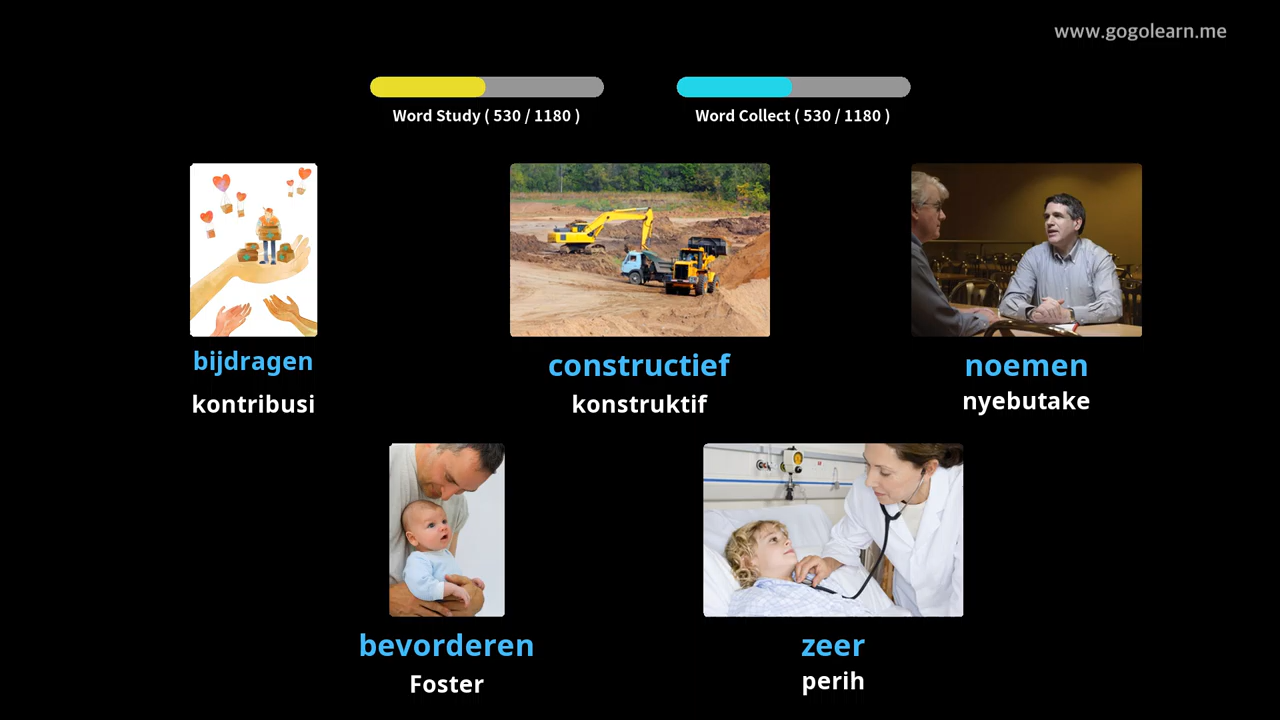 www.gogolearn.me
Word Study ( 530 / 1180 )
Word Collect ( 530 / 1180 )
bijdragen
kontribusi
constructief
konstruktif
noemen
nyebutake
bevorderen
Foster
zeer
perih